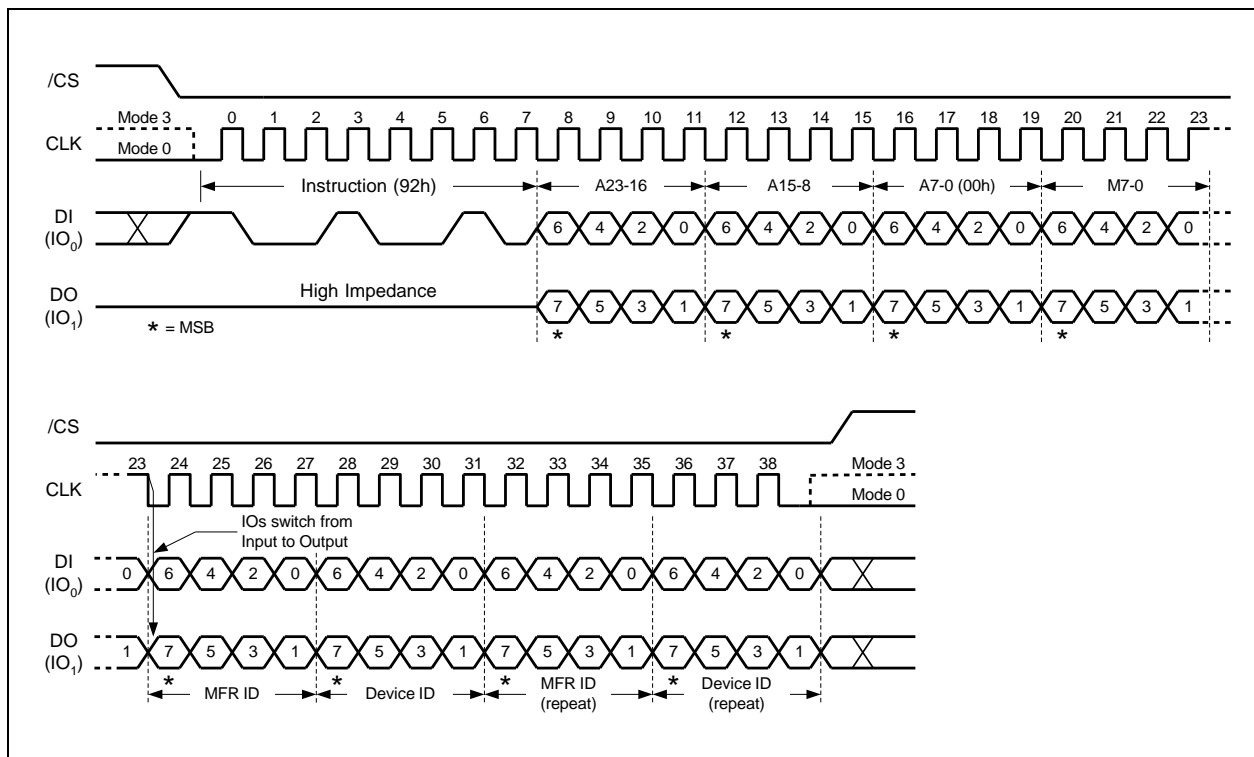 /CS
Mode 3 0 1 2 3 4 5 6 7 8 9 10 11 12 13 14 15 16 17 18 19 20 21 22 23
CLK Mode 0
Instruction (92h) A23-16 A15-8 A7-0 (00h) M7-0
DI
(IO0) 6 4 2 0 6 4 2 0 6 4 2 0 6 4 2 0
High Impedance
DO
(IO1) 7 5 3 1 7 5 3 1 7 5 3 1 7 5 3 1
* = MSB * * * *
/CS
23 24 25 26 27 28 29 30 31 32 33 34 35 36 37 38 Mode 3
CLK Mode 0
IOs switch from
Input to Output
DI
(IO0) 0 6 4 2 0 6 4 2 0 6 4 2 0 6 4 2 0
DO
(IO1) 1 7 5 3 1 7 5 3 1 7 5 3 1 7 5 3 1
* * * *
MFR ID Device ID MFR ID
(repeat) Device ID
(repeat)